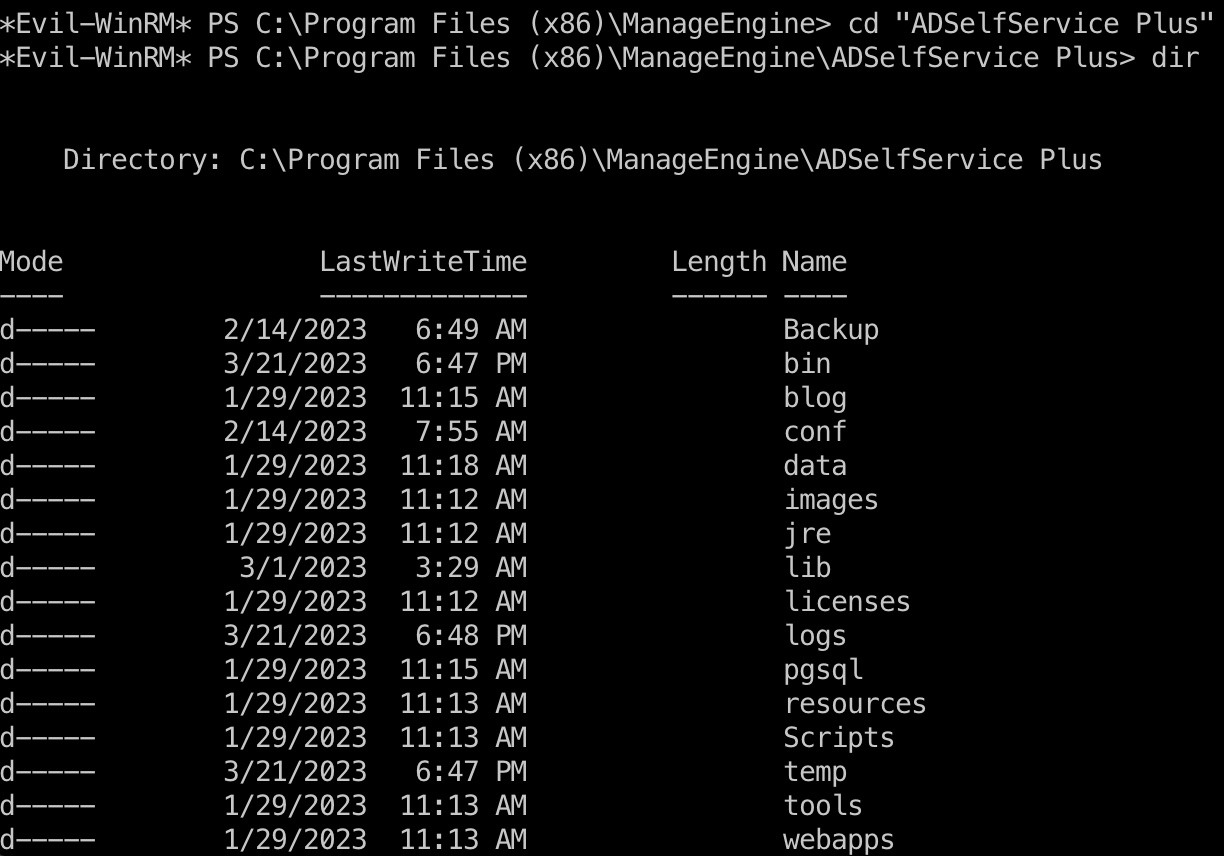 *Evil-WinRM* PS C:\Program Files (x86)\ManageEngine> cd "ADSelfService Plus"
*Evil-WinRM* PS C:\Program Files (x86)\ManageEngine\ADSelfService Plus> dir
Directory: C:\Program Files (x86)\ManageEngine\ADSelfService Plus
Mode                LastWriteTime         Length Name
----                -------------         ------ ----
d-----        2/14/2023   6:49 AM                Backup
d-----        3/21/2023   6:47 PM                bin
d-----        1/29/2023  11:15 AM                blog
d-----        2/14/2023   7:55 AM                conf
d-----        1/29/2023  11:18 AM                data
d-----        1/29/2023  11:12 AM                images
d-----        1/29/2023  11:12 AM                jre
d-----         3/1/2023   3:29 AM                lib
d-----        1/29/2023  11:12 AM                licenses
d-----        3/21/2023   6:48 PM                logs
d-----        1/29/2023  11:15 AM                pgsql
d-----        1/29/2023  11:13 AM                resources
d-----        1/29/2023  11:13 AM                Scripts
d-----        3/21/2023   6:47 PM                temp
d-----        1/29/2023  11:13 AM                tools
d-----        1/29/2023  11:13 AM                webapps